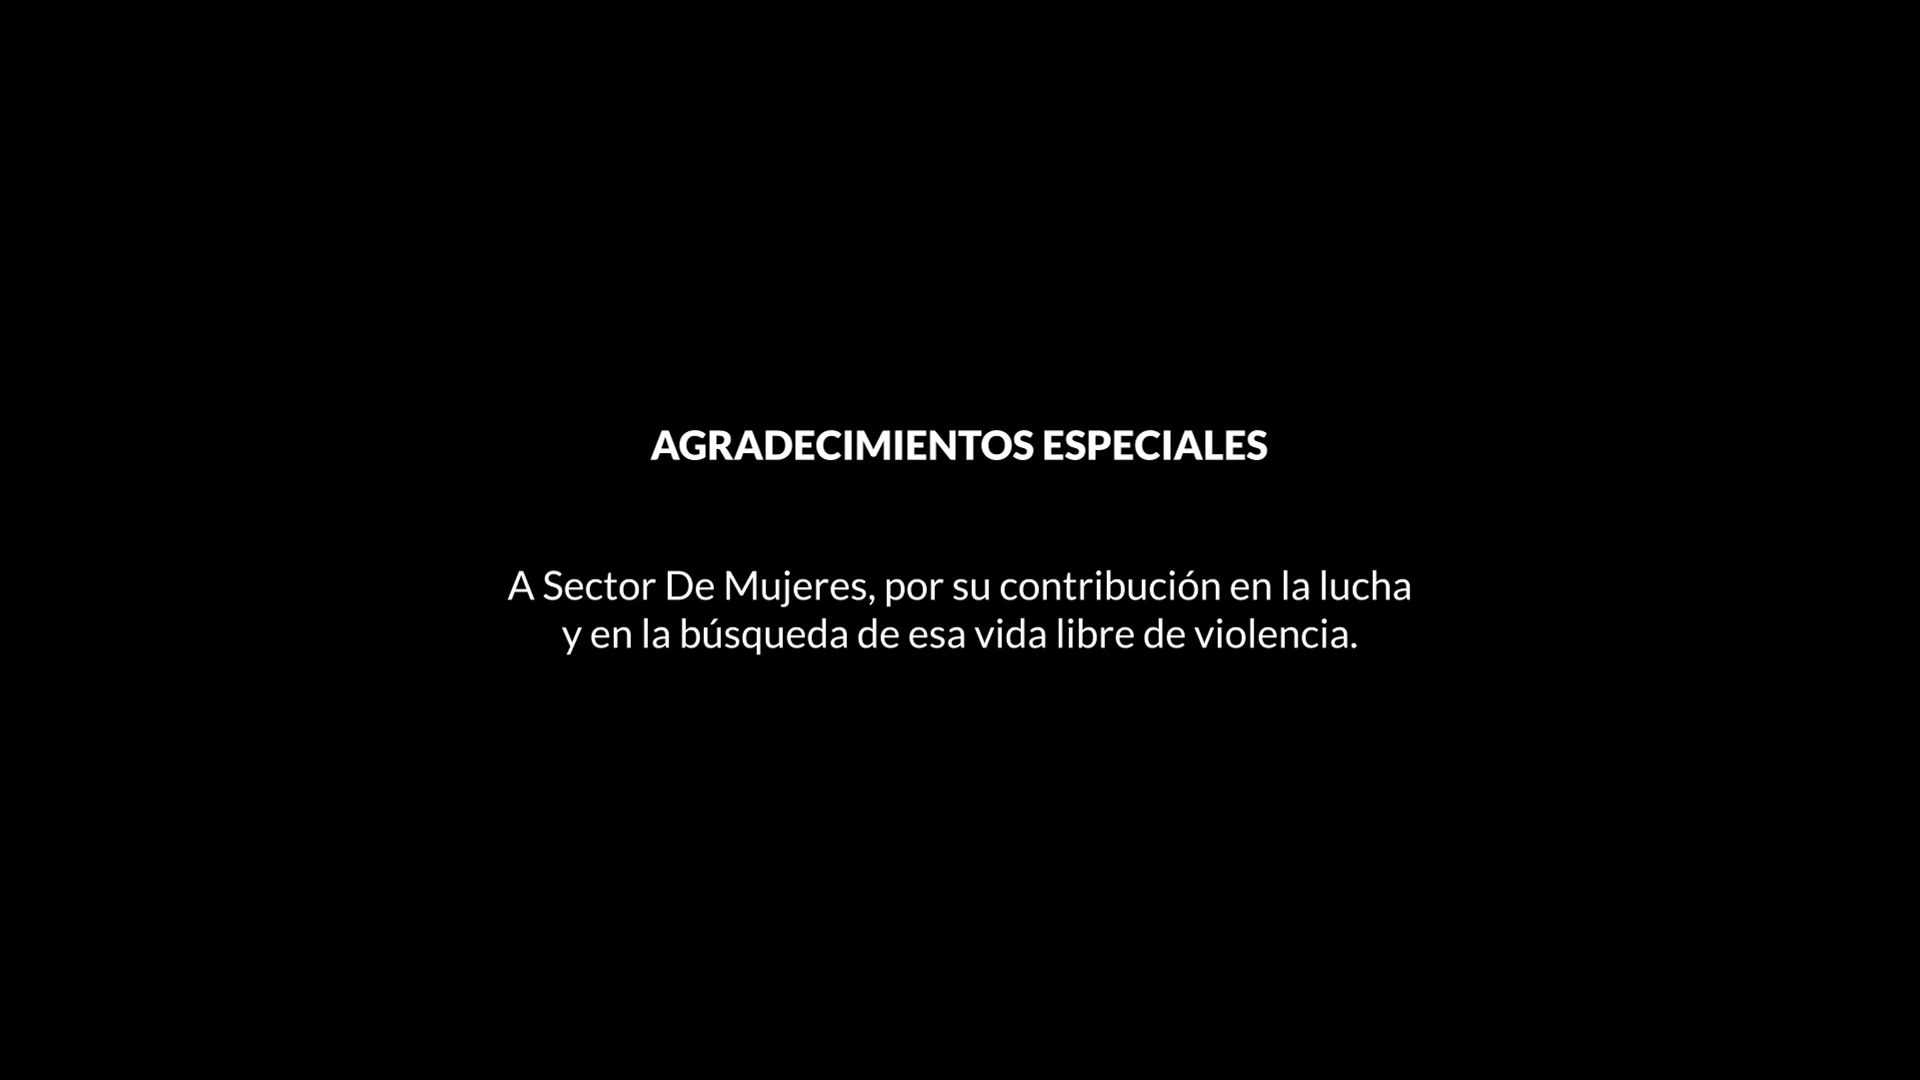 AGRADECIMIENTOS ESPECIALES
A Sector De Mujeres, por su contribución en la lucha
y en la búsqueda de esa vida libre de violencia.